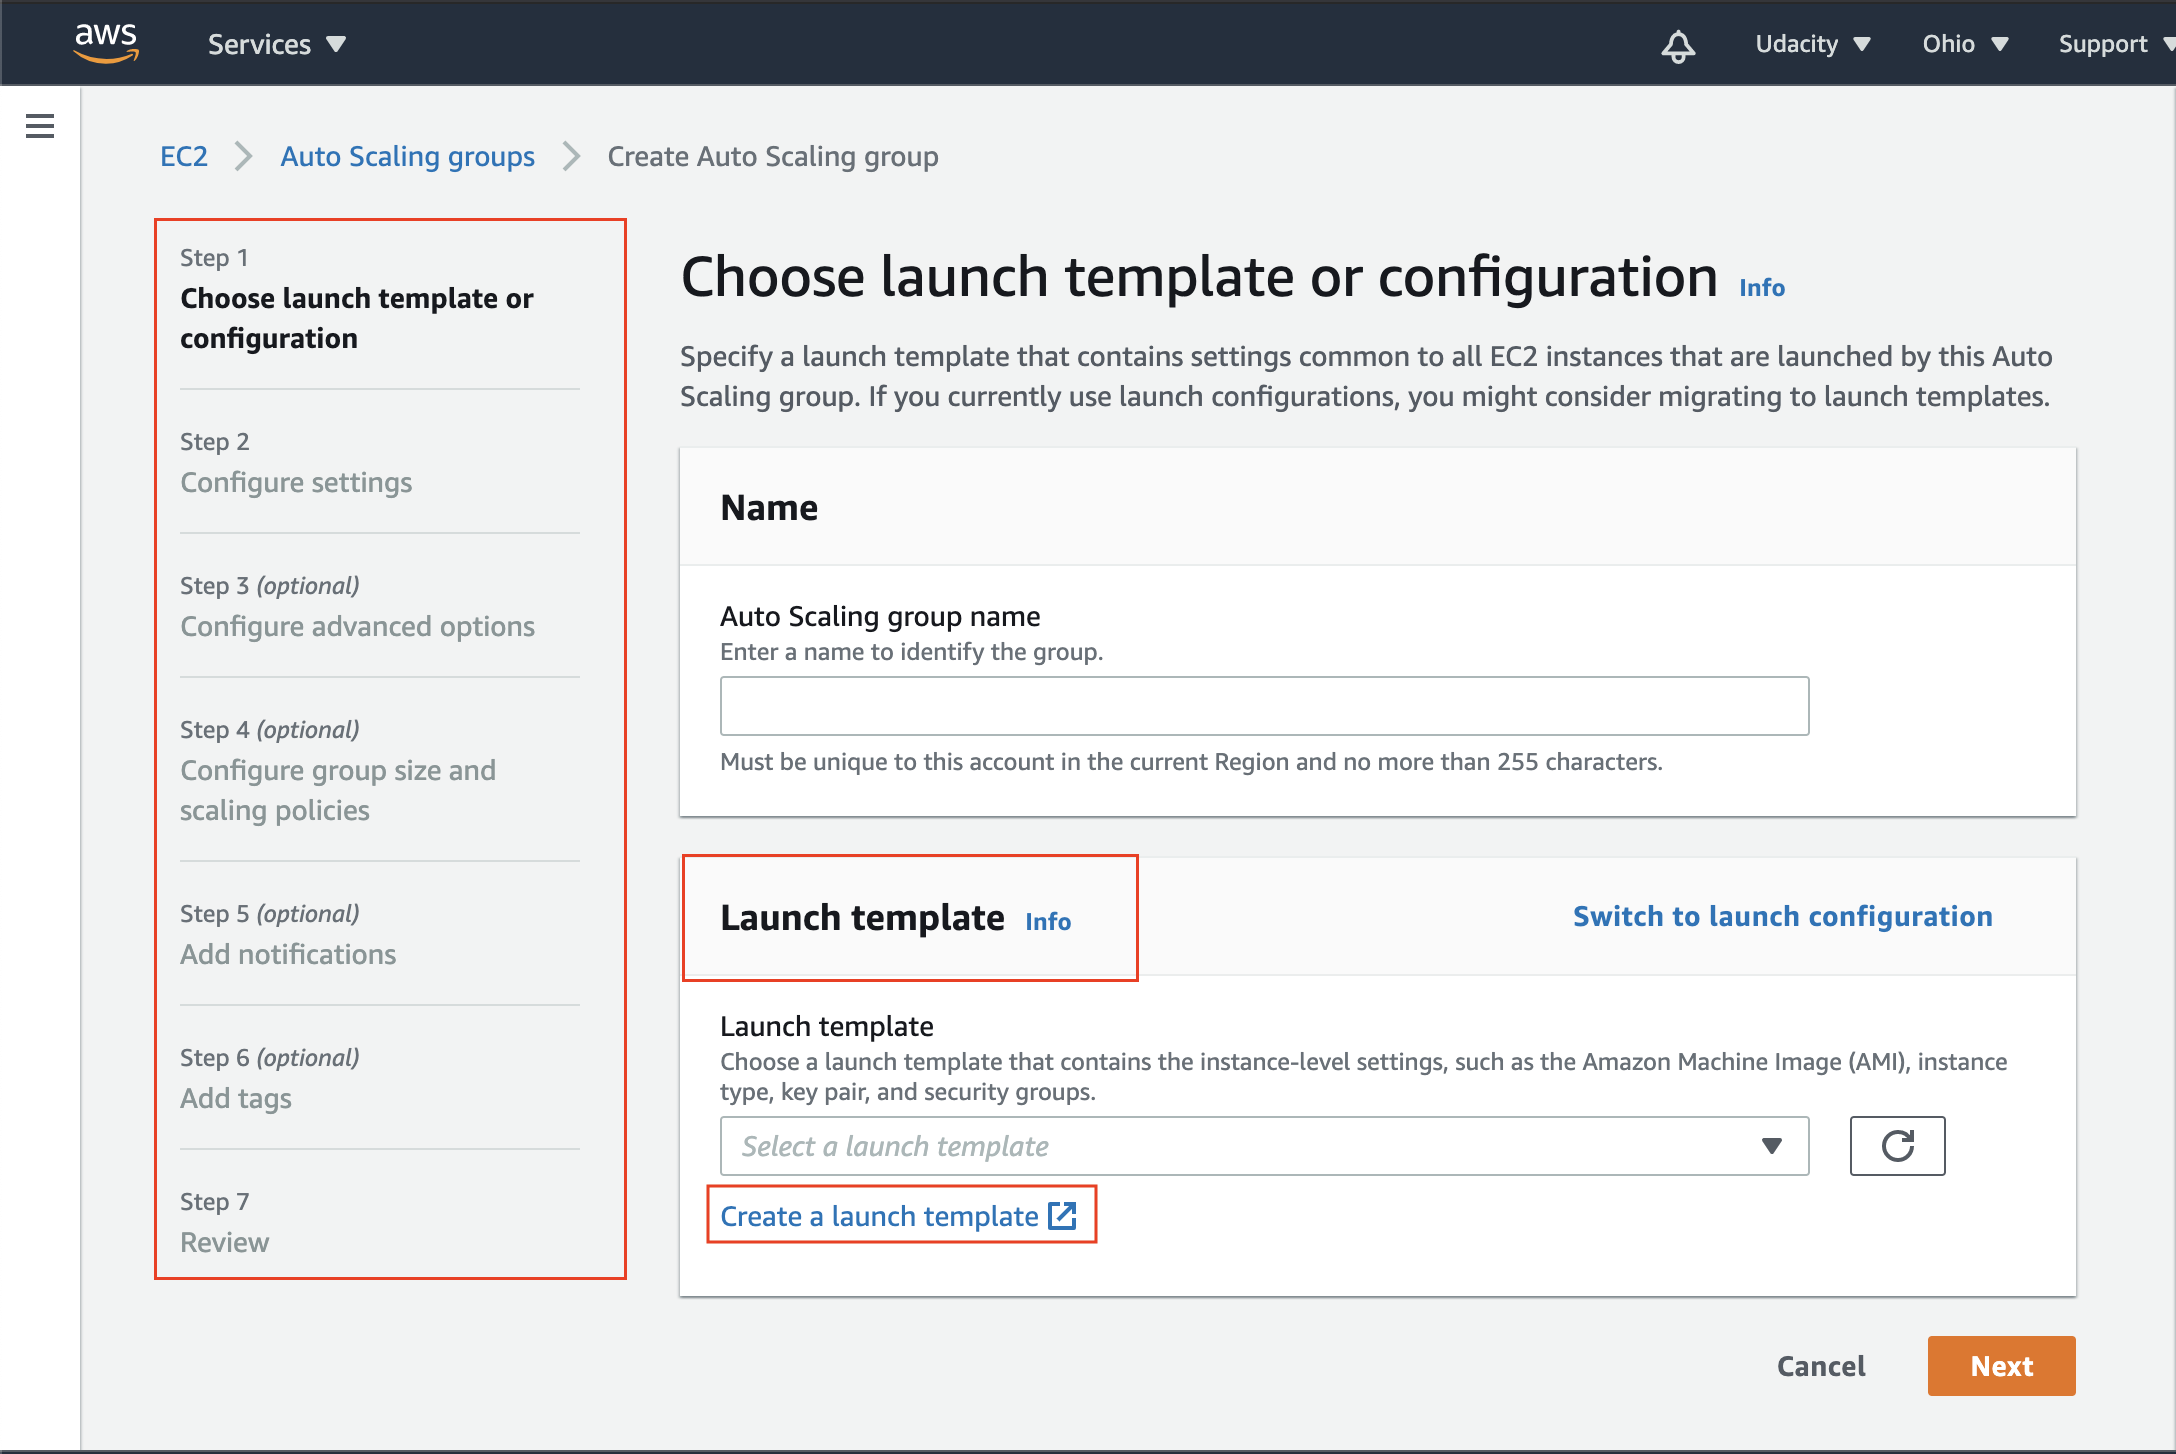 aws Services Udacity Ohio Support
EC2 Auto Scaling groups Create Auto Scaling group
Step 1
Choose launch template or
configuration
Step 2
Configure settings
Step 3 (optional)
Configure advanced options
Step 4 (optional)
Configure group size and
scaling policies
Step 5 (optional)
Add notifications
Step 6 (optional)
Add tags
Step 7
Review
Choose launch template or configuration Info
Specify a launch template that contains settings common to all EC2 instances that are launched by this Auto
Scaling group. If you currently use launch configurations, you might consider migrating to launch templates.
Name
Auto Scaling group name
Enter a name to identify the group.
Must be unique to this account in the current Region and no more than 255 characters.
Launch template Info Switch to launch configuration
Launch template
Choose a launch template that contains the instance-level settings, such as the Amazon Machine Image (AMI), instance
type, key pair, and security groups.
Select a launch template
Create a launch template
Cancel Next